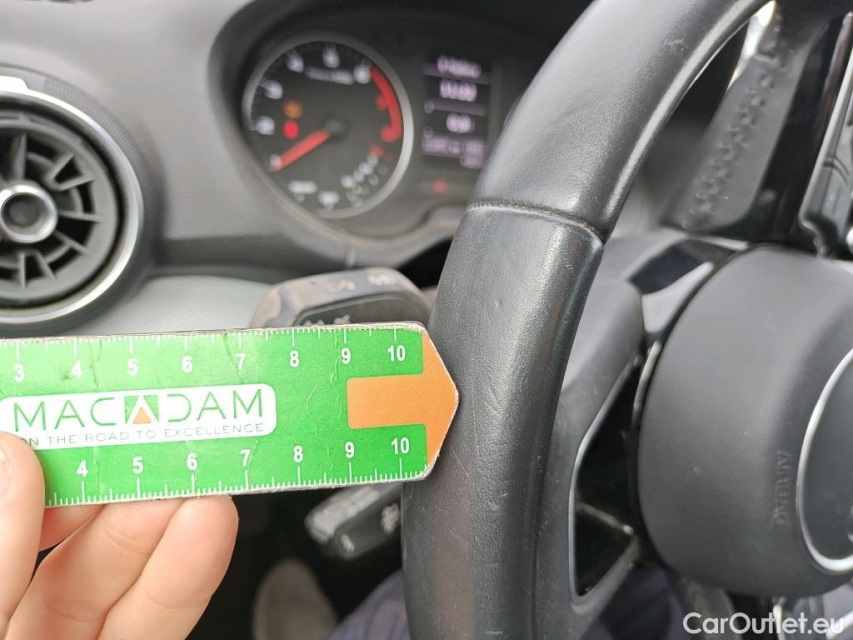 3 4 5 6 7 8 9 10
MACADAM
ON THE ROAD TO EXCELLENCE
4 5 6 7 8 9 10
AIRBAG
CarOutlet.eu